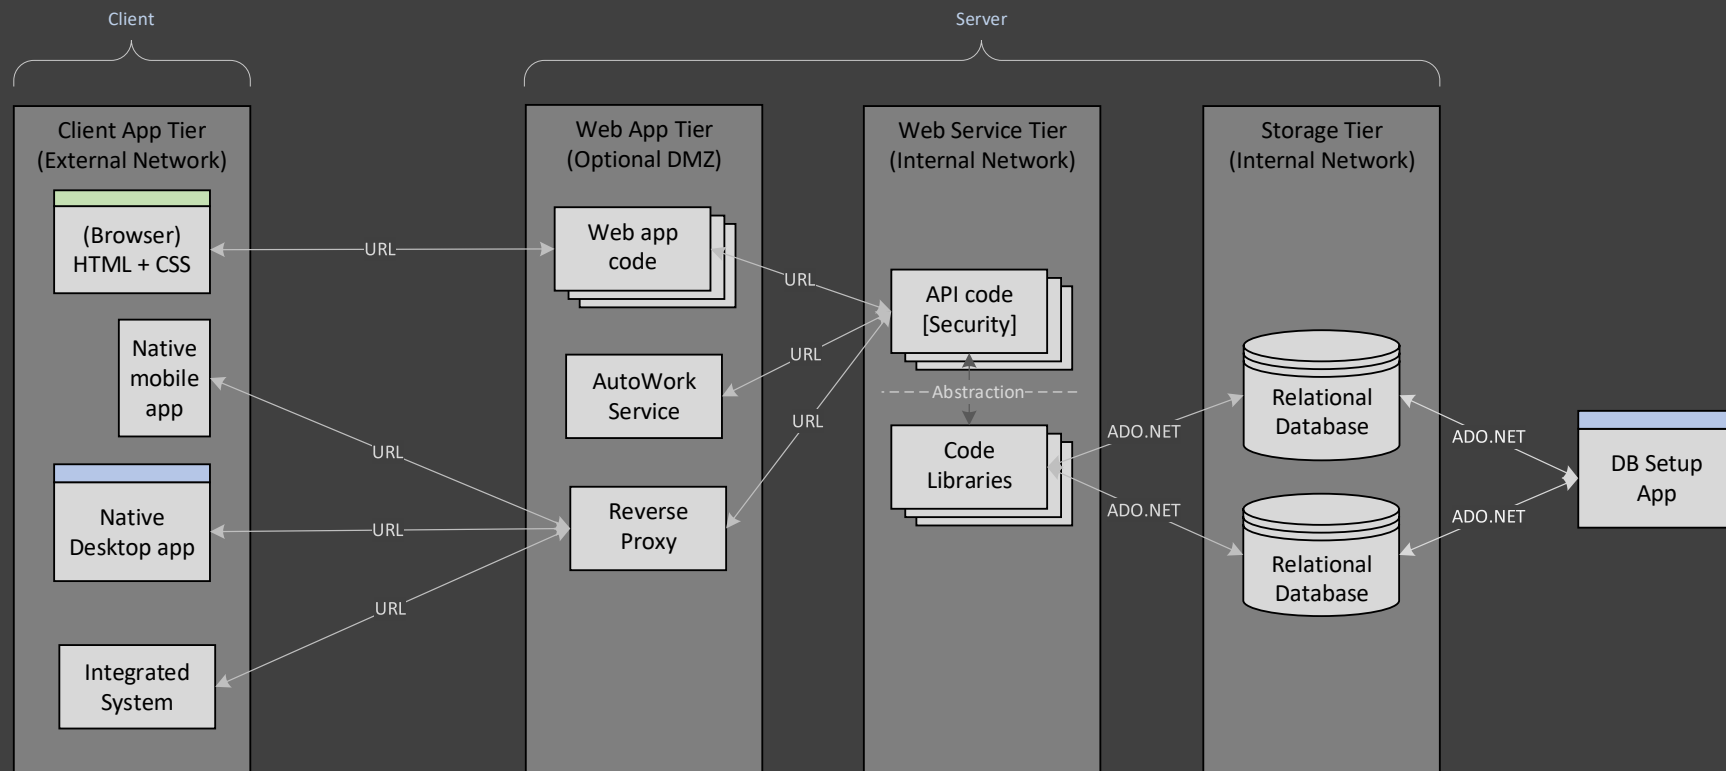 Client
Server
Client App Tier
(External Network)
Web App Tier
(Optional DMZ)
Web Service Tier
(Internal Network)
Storage Tier
(Internal Network)
(Browser)
HTML + CSS
Native
mobile
app
Native
Desktop app
Integrated
System
URL
URL
URL
URL
Web app
code
AutoWork
Service
Reverse
Proxy
URL
URL
URL
API code
[Security]
Abstraction
Code
Libraries
ADO.NET
ADO.NET
Relational
Database
Relational
Database
ADO.NET
ADO.NET
DB Setup
App